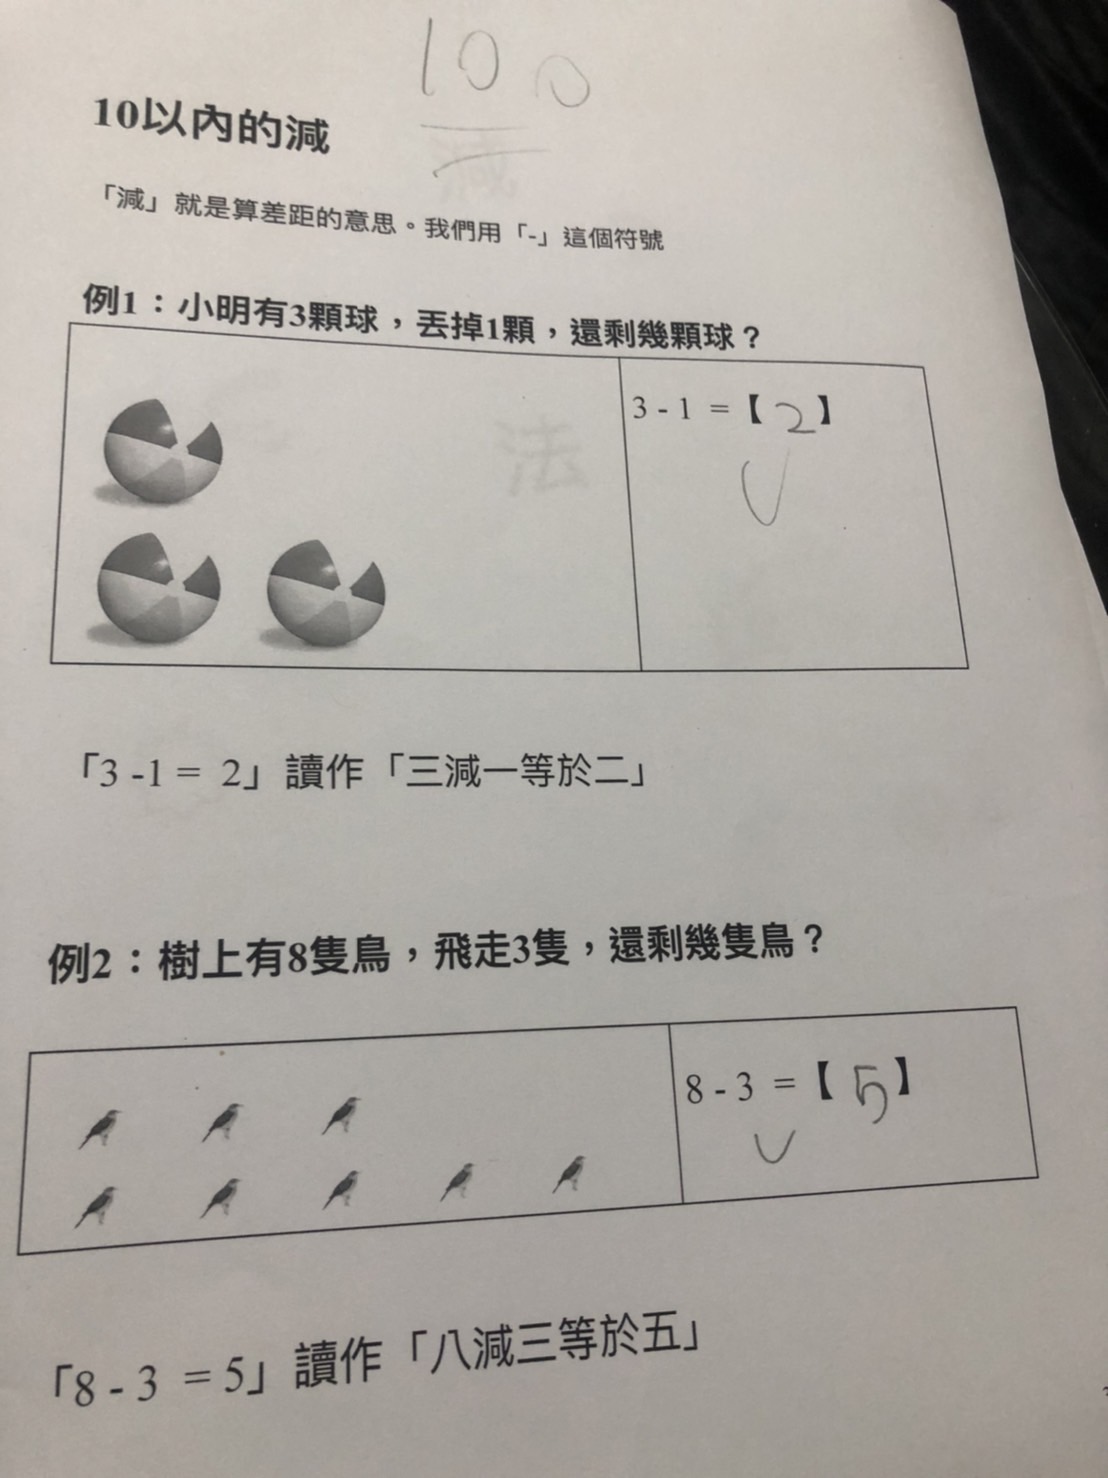 100
10以內的減
「減」就是算差距的意思。我們用「-」這個符號
例1：小明有3顆球，丟掉1顆，還剩幾顆球？
3 - 1 =【2】
法
「3 -1 = 2」讀作「三減一等於二」
例2：樹上有8隻鳥，飛走3隻，還剩幾隻鳥？
8 - 3 =【5】
「8 - 3 = 5」讀作「八減三等於五」